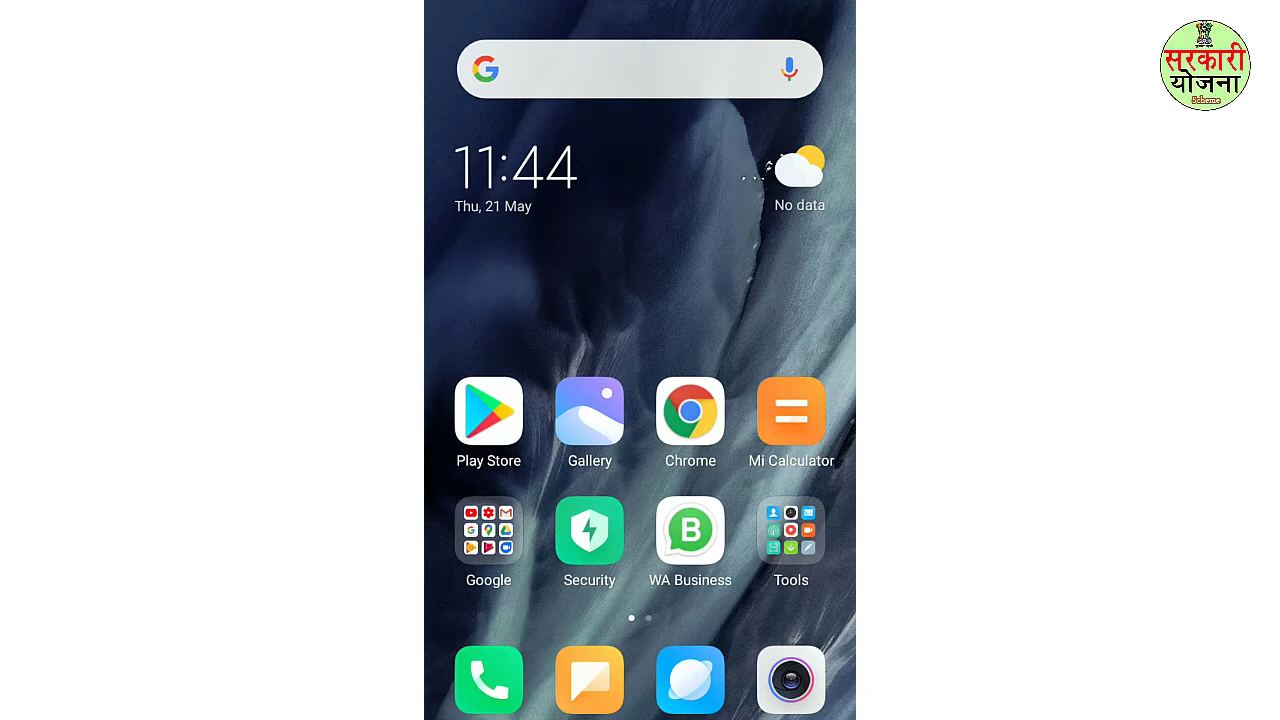 सरकारी
योजना
Scheme
11:44
Thu, 21 May
No data
Play Store
Gallery
Chrome
Mi Calculator
Google
Security
WA Business
Tools